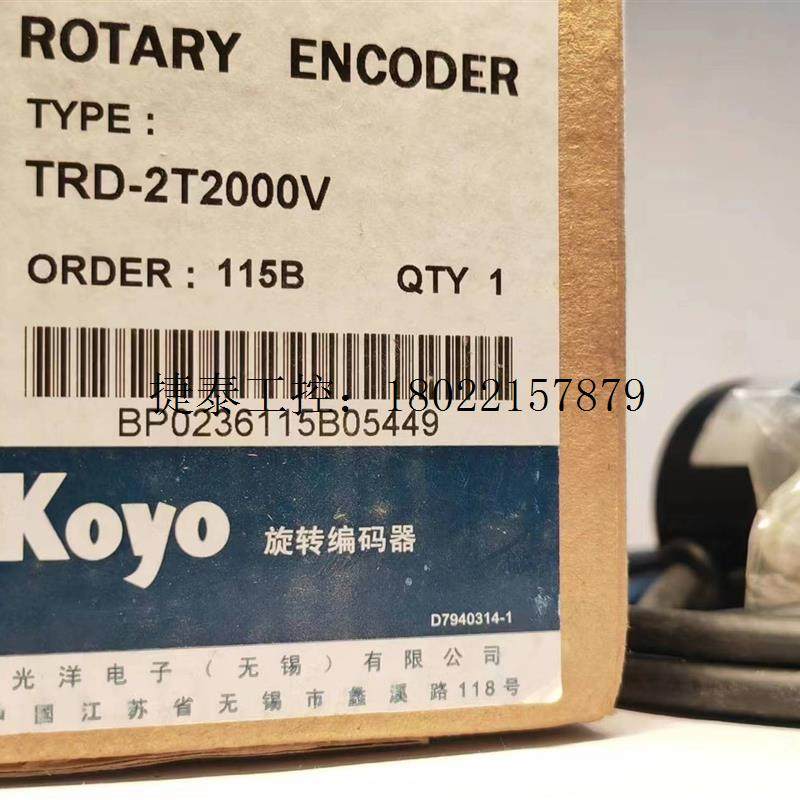 ROTARY ENCODER
TYPE :
TRD-2T2000V
ORDER : 115B QTY 1
捷泰工控：18022157879
BP0236115B05449
Koyo 旋转编码器
D7940314-1
光洋电子（无锡）有限公司
国江苏省无锡市蠡溪路118号